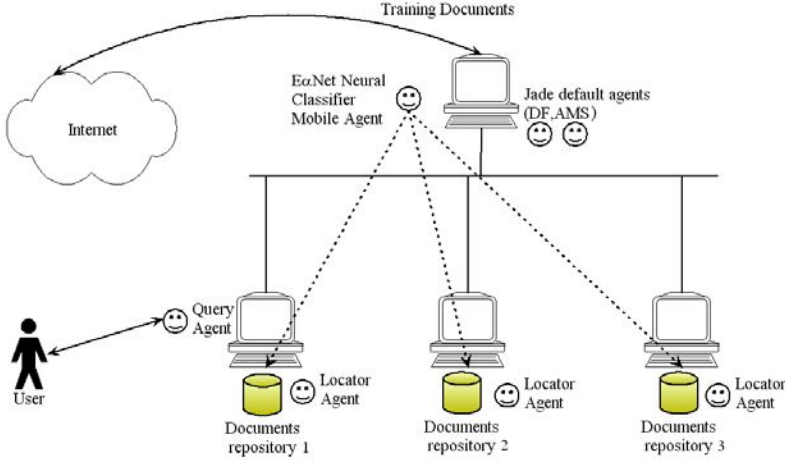 Training Documents
EαNet Neural
Classifier
Mobile Agent
Jade default agents
(DF,AMS)
Internet
Query
Agent
User
Locator
Agent
Documents
repository 1
Locator
Agent
Documents
repository 2
Locator
Agent
Documents
repository 3